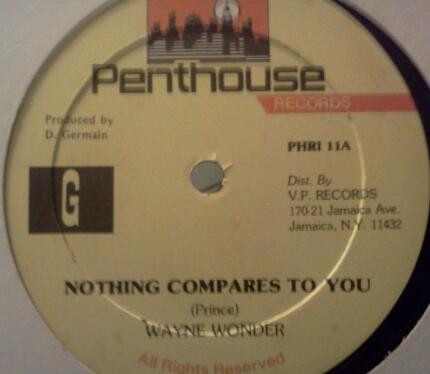 Penthouse
RECORDS
Produced by
D. Germain
G
PHRI 11A
Dist. By
V.P. RECORDS
170-21 Jamaica Ave.
Jamaica, N.Y. 11432
NOTHING COMPARES TO YOU
(Prince)
WAYNE WONDER
All Rights Reserved